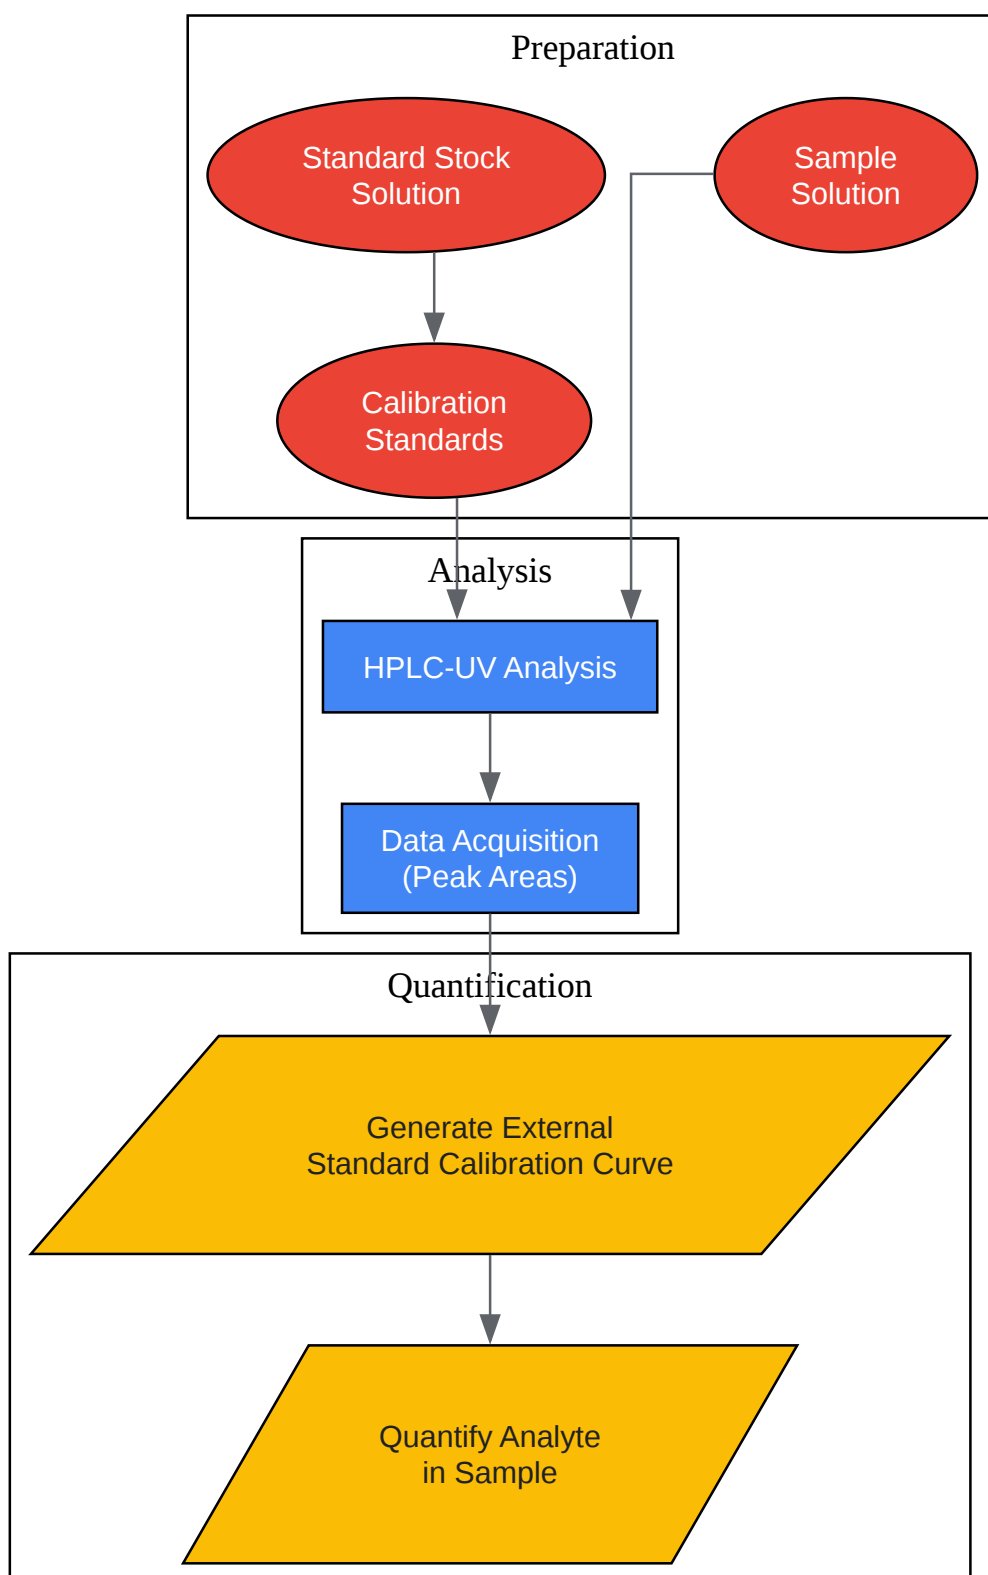 Preparation
Standard Stock
Solution
Sample
Solution
Calibration
Standards
Analysis
HPLC-UV Analysis
Data Acquisition
(Peak Areas)
Quantification
Generate External
Standard Calibration Curve
Quantify Analyte
in Sample